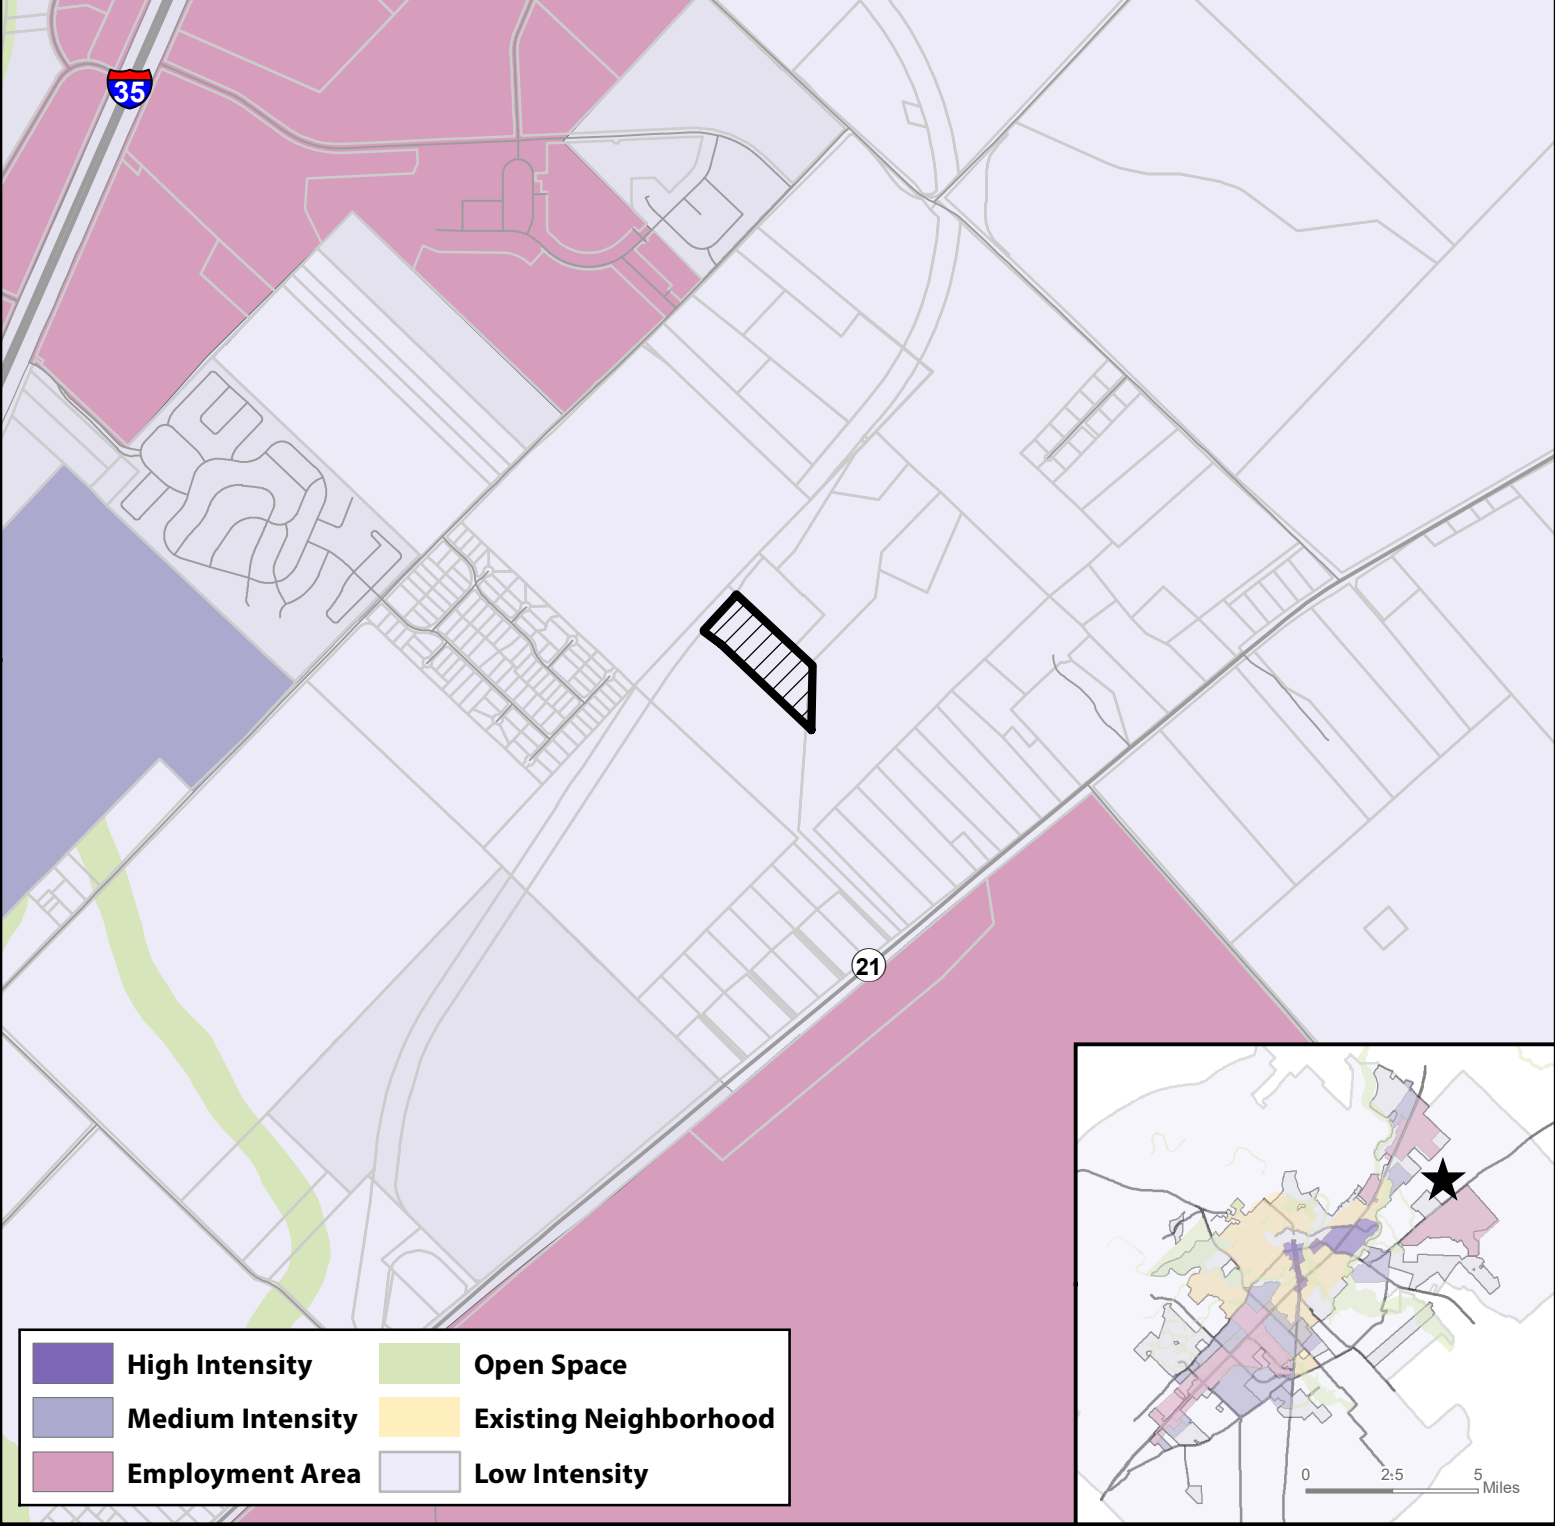 35
21
High Intensity
Medium Intensity
Employment Area
Open Space
Existing Neighborhood
Low Intensity
0 2.5 5
Miles